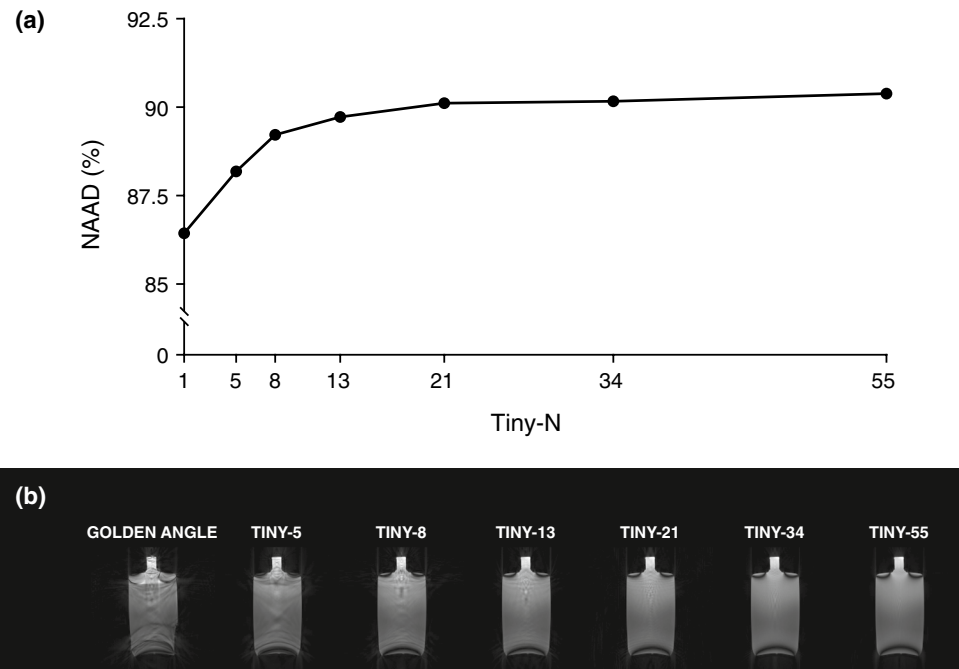 (a)
92.5
90
87.5
85
0
NAAD (%)
1 5 8 13 21 34 55
Tiny-N
(b)
GOLDEN ANGLE TINY-5 TINY-8 TINY-13 TINY-21 TINY-34 TINY-55